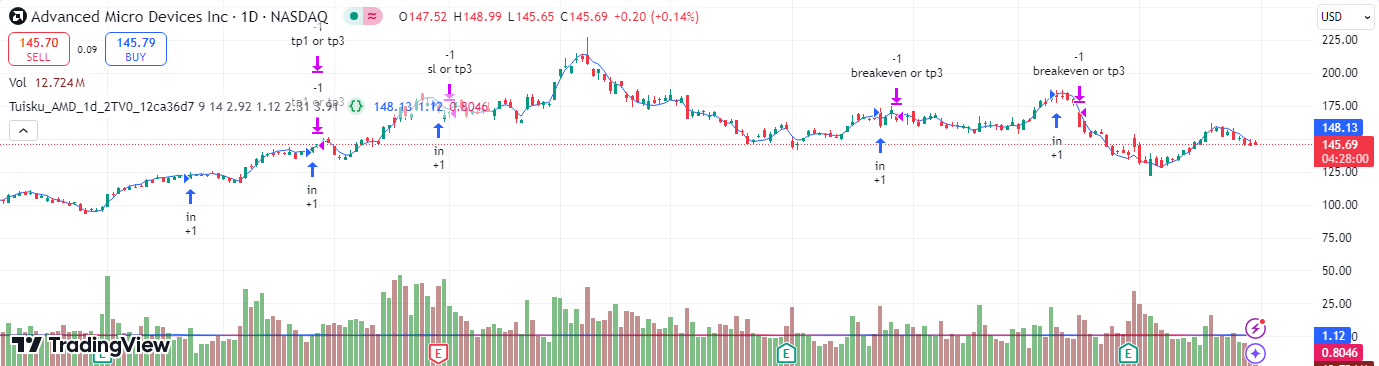 Advanced Micro Devices Inc · 1D · NASDAQ
≈
O147.52 H148.99 L145.65 C145.69 +0.20 (+0.14%)
USD
145.70
SELL
0.09
145.79
BUY
Vol 12.724M
Tuisku_AMD_1d_2TV0_12ca36d7 9 14 2.92 1.12 2.31 3.91 {} 148.13 1.12 0.8046
-1
tp1 or tp3
-1
tp1 or tp3
-1
sl or tp3
-1
breakeven or tp3
-1
breakeven or tp3
in
+1
in
+1
in
+1
in
+1
in
+1
225.00
200.00
175.00
148.13
145.69
04:28:00
125.00
100.00
75.00
50.00
25.00
1.12
0.8046
E
E
E
E
TradingView